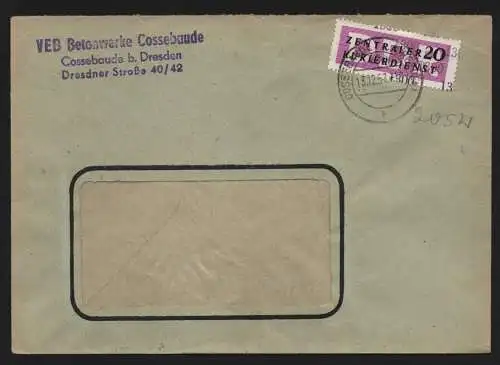 VEB Betonwerke Cossebaude
Cossebaude b. Dresden
Dresdner Straße 40/42
ZENTRALER 20
KURIERDIENST